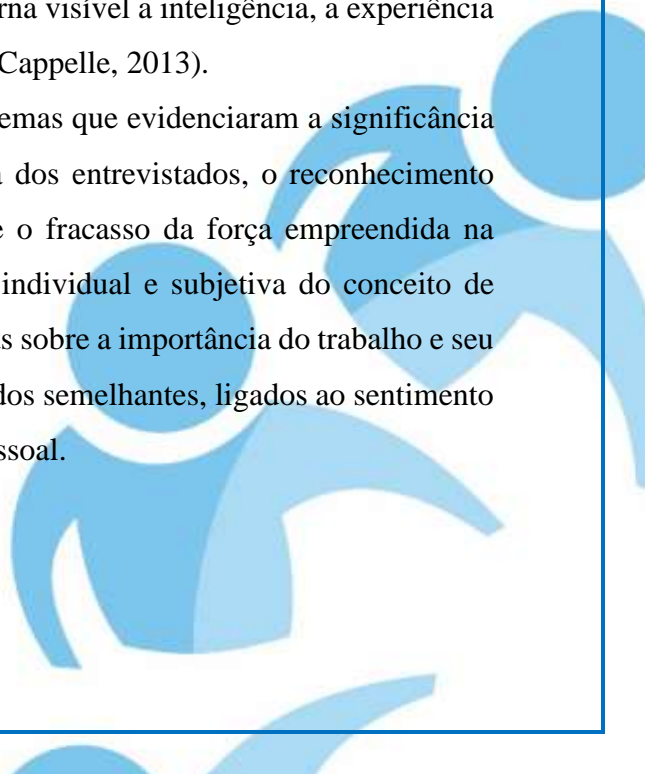 rna visível a inteligência, a experiência
Cappelle, 2013).
emas que evidenciaram a significância
dos entrevistados, o reconhecimento
e o fracasso da força empreendida na
individual e subjetiva do conceito de
s sobre a importância do trabalho e seu
dos semelhantes, ligados ao sentimento
ssoal.